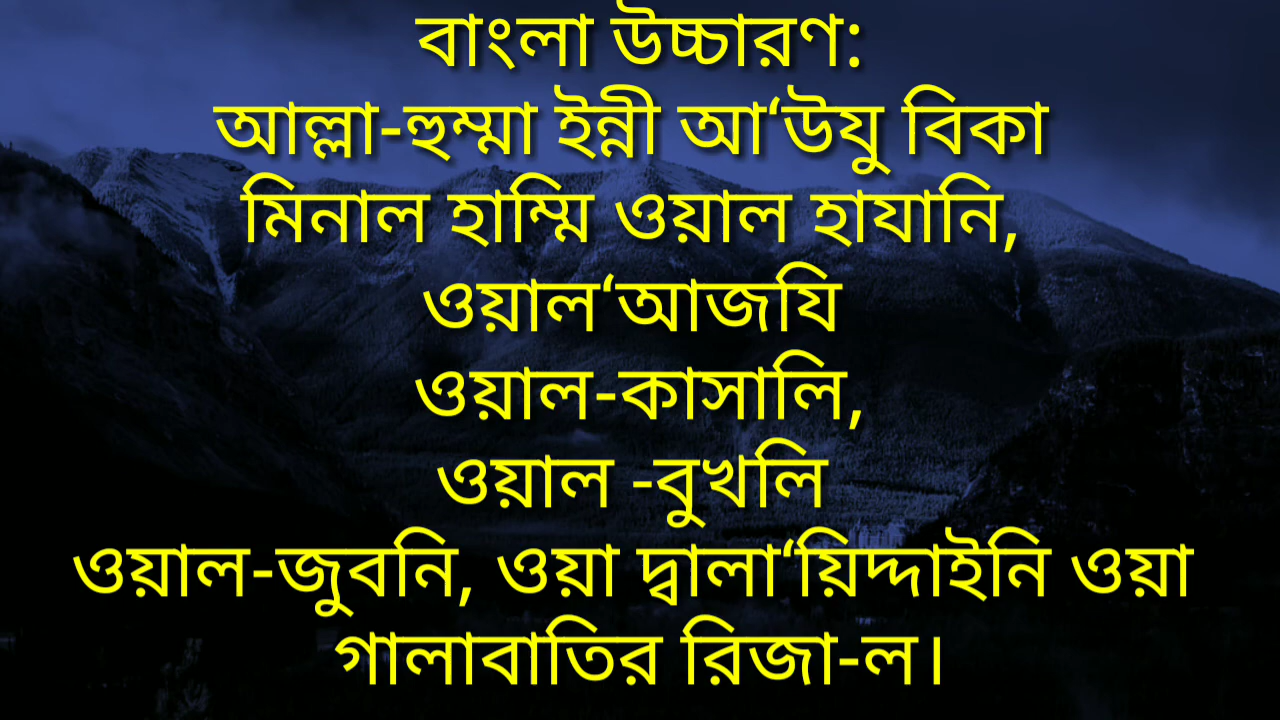 বাংলা উচ্চারণ:
আল্লা-হুম্মা ইন্নী আ‘উযু বিকা
মিনাল হাম্মি ওয়াল হাযানি,
ওয়াল‘আজযি
ওয়াল-কাসালি,
ওয়াল -বুখলি
ওয়াল-জুবনি, ওয়া দ্বালা‘য়িদ্দাইনি ওয়া
গালাবাতির রিজা-ল।